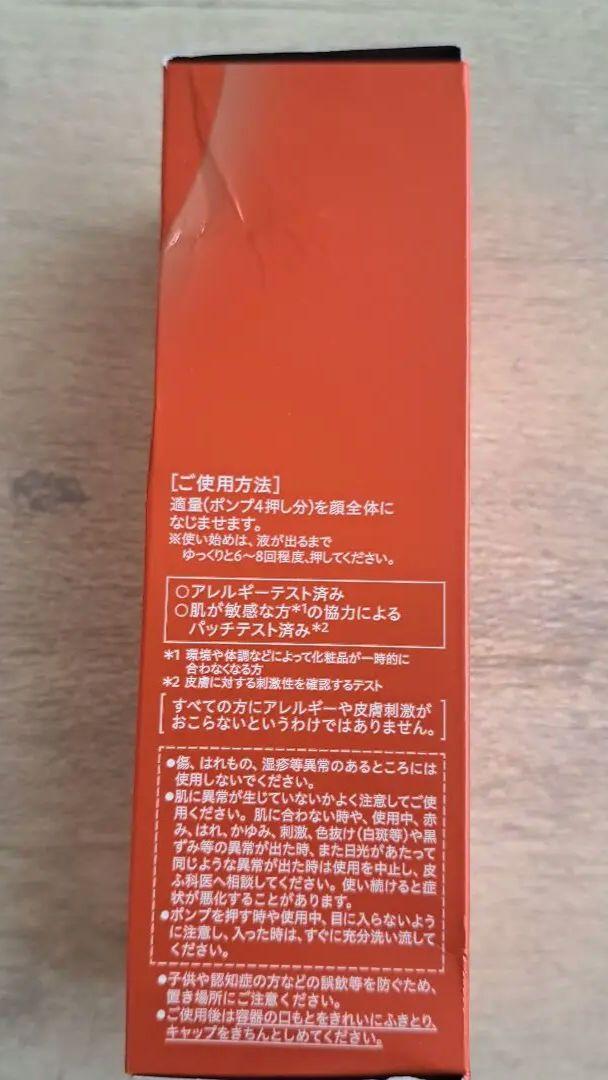 ［ご使用方法］
適量(ポンプ4押し分)を顔全体に
なじませます。
※使い始めは、液が出るまで
ゆっくりと6〜8回程度、押してください。
○アレルギーテスト済み
○肌が敏感な方*1の協力による
パッチテスト済み*2
*1 環境や体調などによって化粧品が一時的に
合わなくなる方
*2 皮膚に対する刺激性を確認するテスト
すべての方にアレルギーや皮膚刺激が
おこらないというわけではありません。
●傷、はれもの、湿疹等異常のあるところには
使用しないでください。
●肌に異常が生じていないかよく注意してご使
用ください。肌に合わない時や、使用中、赤
み、はれ、かゆみ、刺激、色抜け(白斑等)や黒
ずみ等の異常が出た時、また日光があたって
同じような異常が出た時は使用を中止し、皮
ふ科医へ相談してください。使い続けると症
状が悪化することがあります。
●ポンプを押す時や使用中、目に入らないよう
に注意し、入った時は、すぐに充分洗い流して
ください。
●子供や認知症の方などの誤飲等を防ぐため、
置き場所にご注意ください。
●ご使用後は容器の口もとをきれいにふきとり、
キャップをきちんとしめてください。